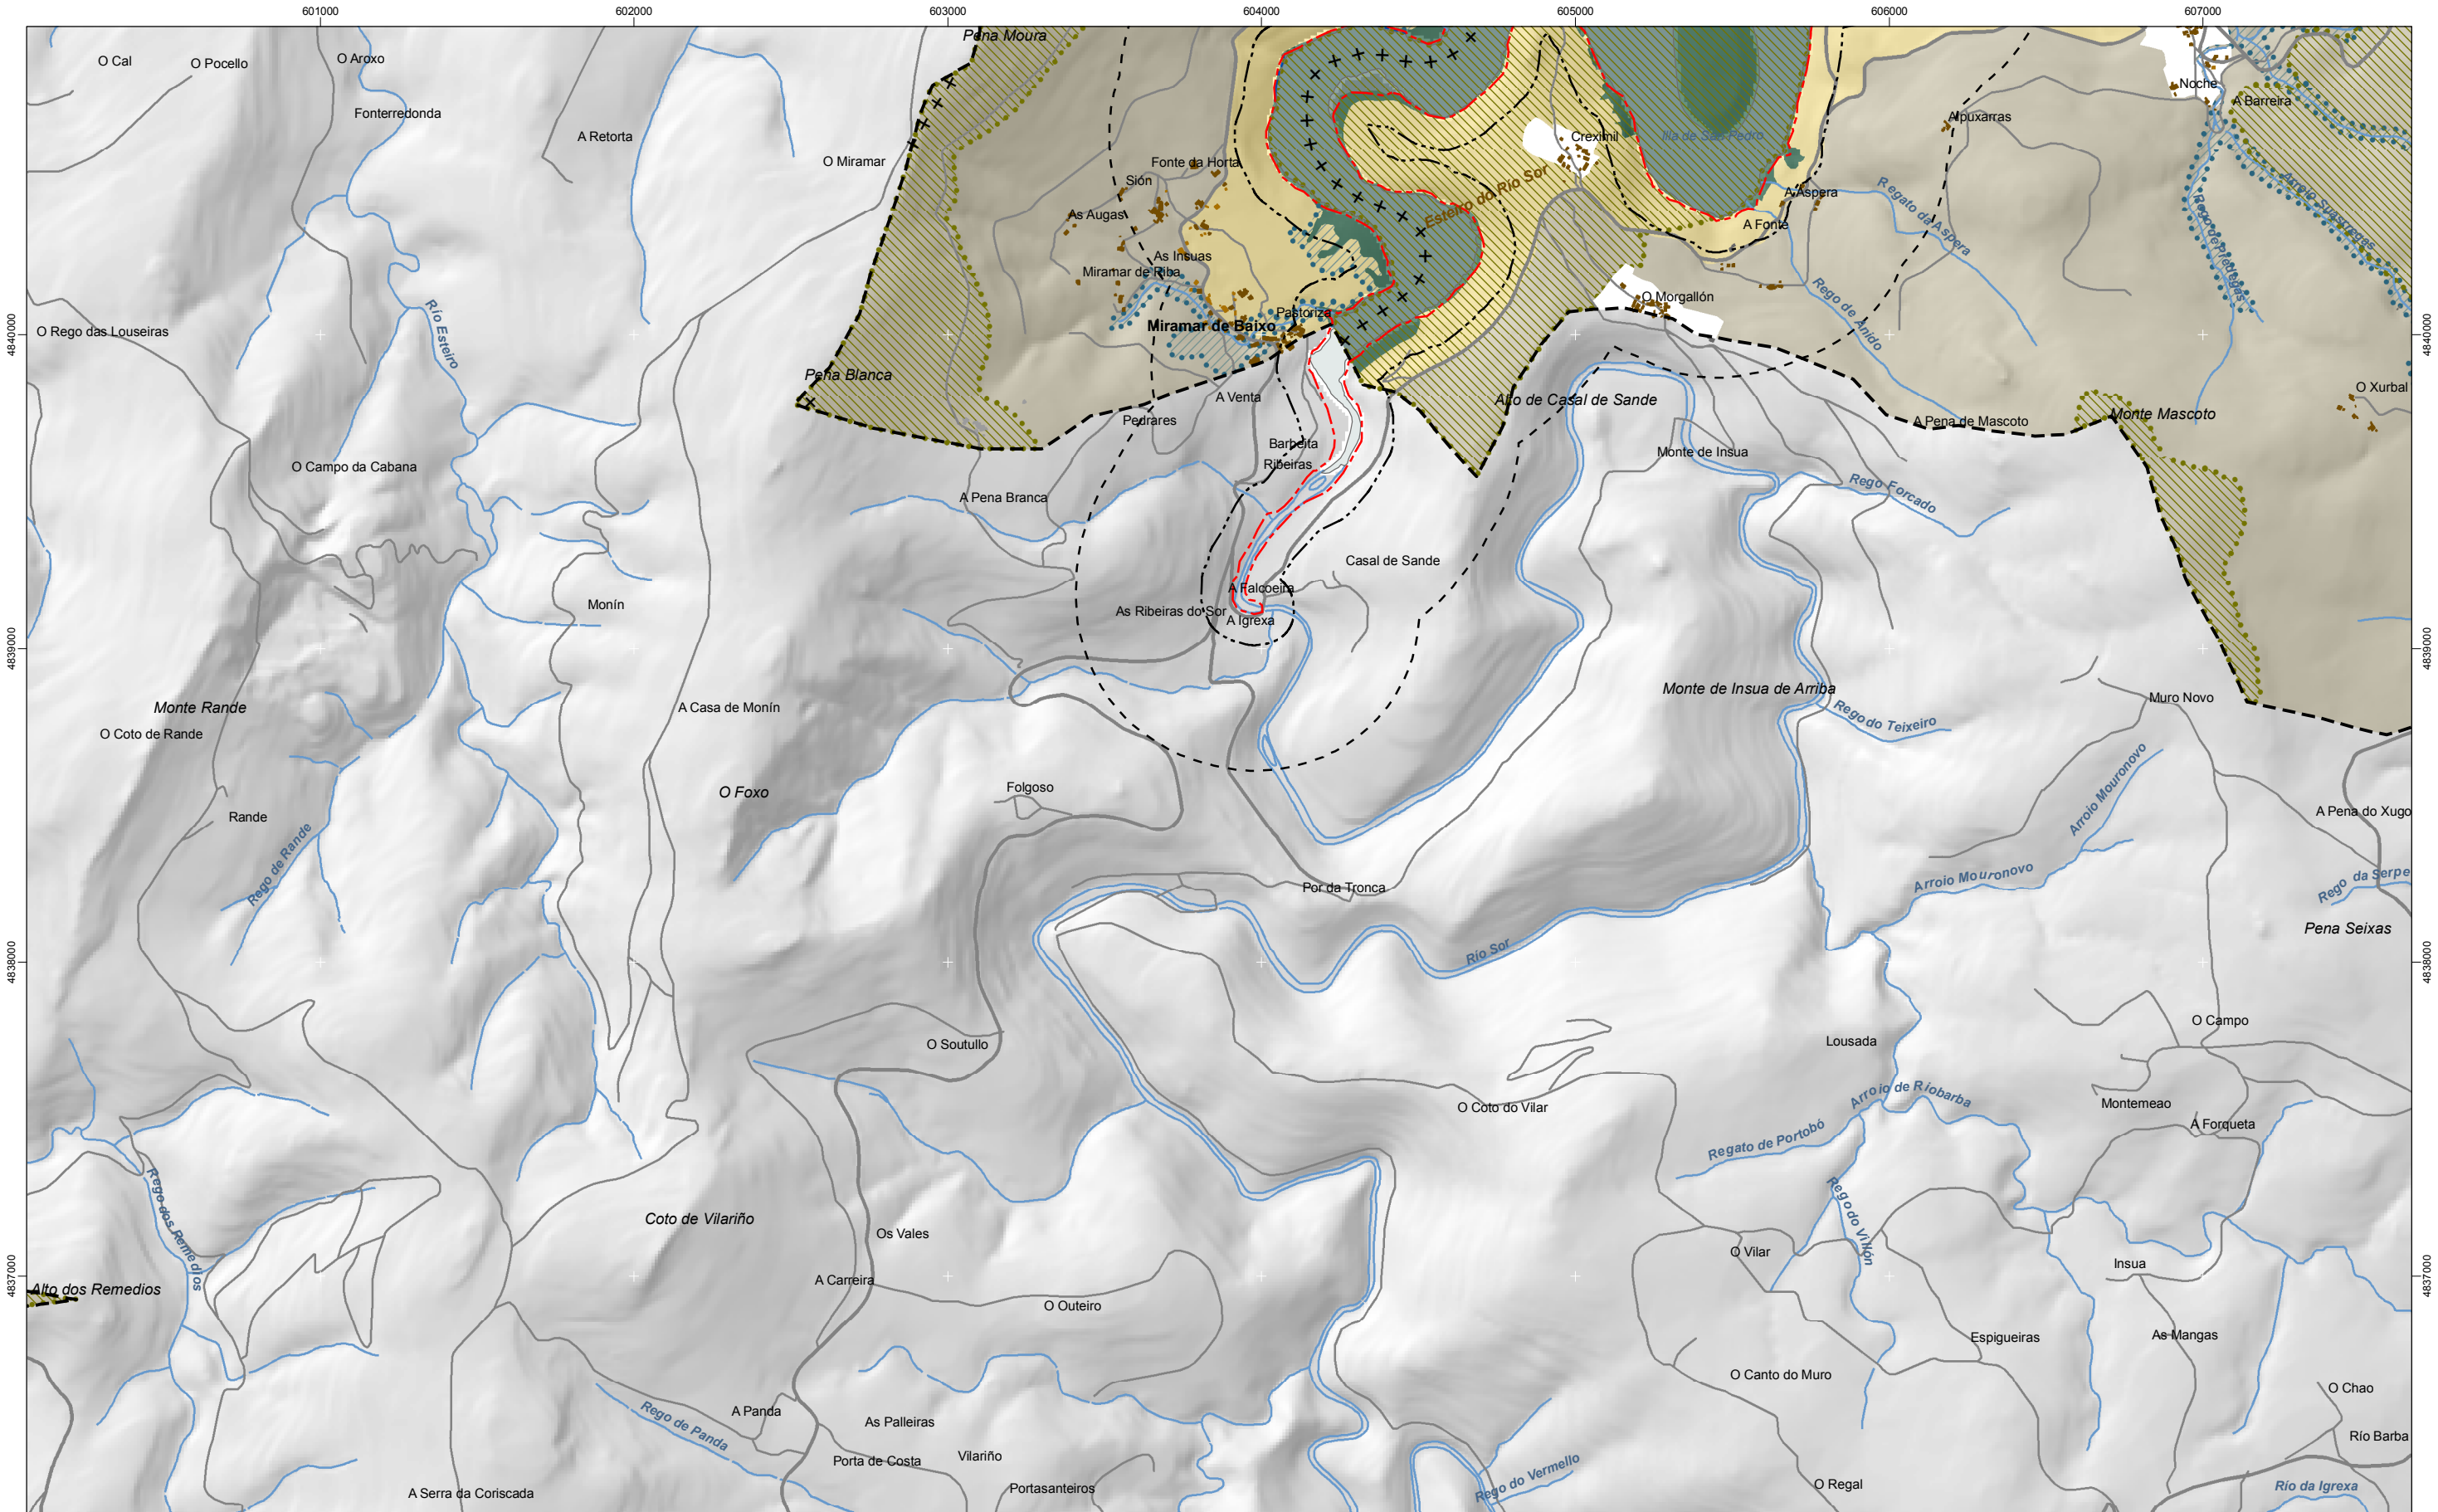 601000 602000 603000 604000 605000 606000 607000
Pena Moura
O Cal
O Pocello
O Aroxo
Fonterredonda
A Retorta
O Miramar
Fonte da Horta
Sión
As Augas
As Insuas
Miramar de Riba
Miramar de Baixo
Pastoriza
Creximil
Illa de San Pedro
Esteiro do Río Sor
A Aspera
A Fonte
O Morgallón
Regato da Aspera
Rego de Anido
Alpuxarras
Noche
A Barreira
4840000
4840000
O Rego das Louseiras
Río Esteiro
Pena Blanca
A Venta
Pedrares
Barbeita
Ribeiras
Alto de Casal de Sande
Monte de Insua
A Pena de Mascoto
Monte Mascoto
O Xurbal
O Campo da Cabana
A Pena Branca
Rego Forcado
Casal de Sande
A Falcoeira
As Ribeiras do Sor
A Igrexa
Monín
4839000
4839000
Monte Rande
O Coto de Rande
A Casa de Monín
Monte de Insua de Arriba
Rego do Teixeiro
Muro Novo
Arroio Mouronovo
O Foxo
Folgoso
Rande
Rego de Rande
A Pena do Xugo
Por da Tronca
Arroio Mouronovo
Rego da Serpe
Río Sor
Pena Seixas
4838000
4838000
O Soutullo
Lousada
O Campo
O Coto do Vilar
Arroio de Ríobarba
Montemeao
A Forqueta
Regato de Portobó
Rego dos Remedios
Coto de Vilariño
Os Vales
Rego do Villón
O Vilar
Insua
4837000
4837000
Alto dos Remedios
A Carreira
O Outeiro
Espigueiras
As Mangas
O Canto do Muro
O Chao
A Panda
As Palleiras
Rego de Panda
Río Barba
Porta de Costa
Vilariño
Portasanteiros
Rego do Vermello
O Regal
Río da Igrexa
A Serra da Coriscada